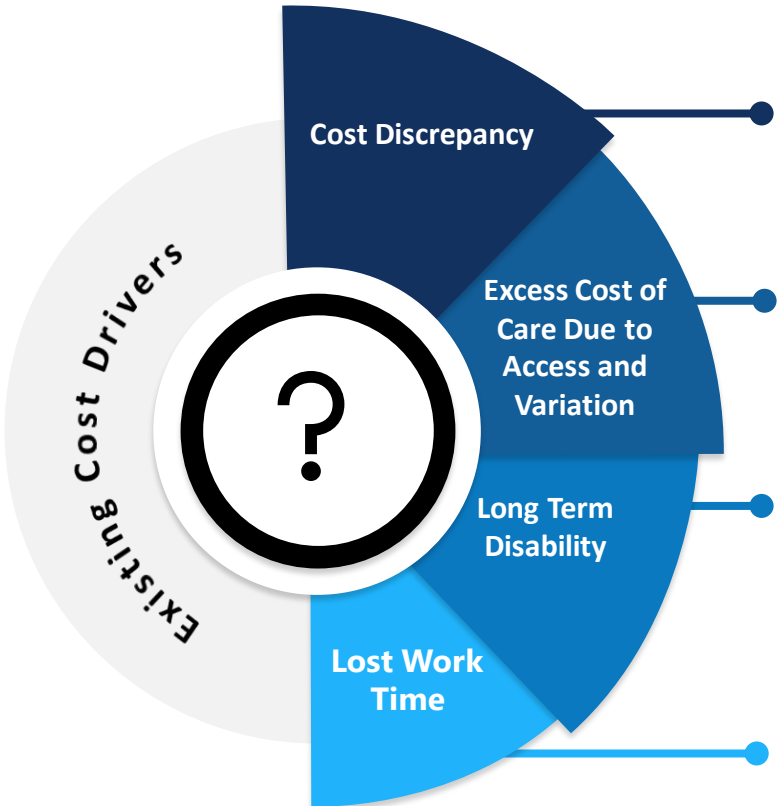 Existing Cost Drivers
?
Cost Discrepancy
Excess Cost of
Care Due to
Access and
Variation
Long Term
Disability
Lost Work
Time